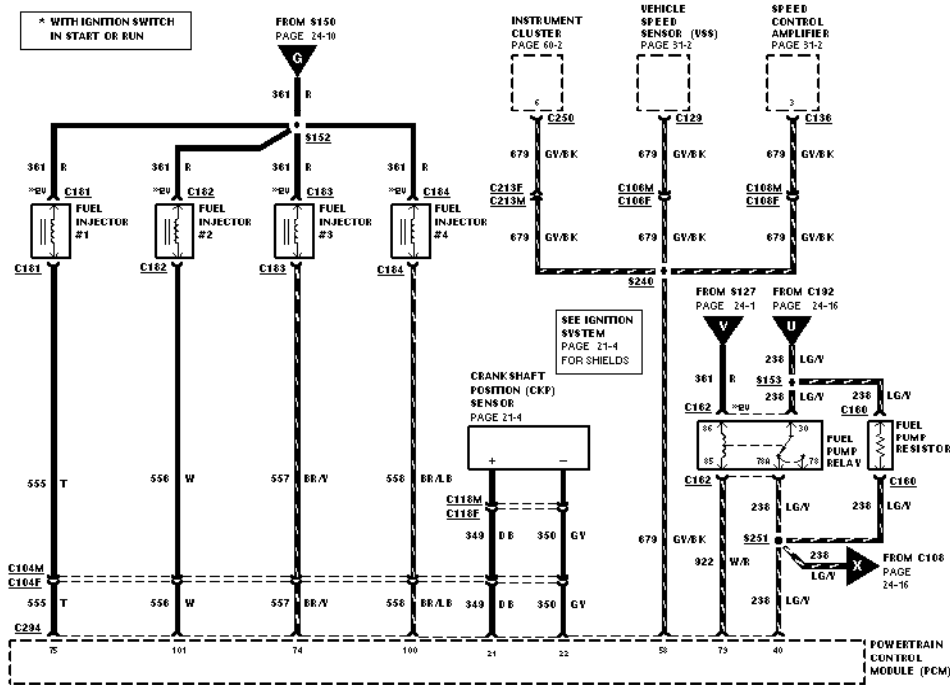 * WITH IGNITION SWITCH
IN START OR RUN
FROM S150
PAGE 24-10
G
INSTRUMENT
CLUSTER
PAGE 60-2
VEHICLE
SPEED
SENSOR (VSS)
PAGE 31-2
SPEED
CONTROL
AMPLIFIER
PAGE 31-2
6
3
361 R
C250
C129
C136
S152
679 GY/BK
679 GY/BK
679 GY/BK
361 R
361 R
361 R
361 R
*12V C181
*12V C182
*12V C183
*12V C184
C213F
C213M
C106M
C106F
C108M
C108F
FUEL
INJECTOR
#1
FUEL
INJECTOR
#2
FUEL
INJECTOR
#3
FUEL
INJECTOR
#4
679 GY/BK
679 GY/BK
679 GY/BK
C181
C182
C183
C184
S240
FROM S127
PAGE 24-1
FROM C192
PAGE 24-16
V
U
SEE IGNITION
SYSTEM
PAGE 21-4
FOR SHIELDS
238 LG/Y
361 R
S153
238 LG/Y
238 LG/Y
CRANKSHAFT
POSITION (CKP)
SENSOR
PAGE 21-4
C162 *12V
C160
86
30
85
78A
78
FUEL
PUMP
RELAY
FUEL
PUMP
RESISTOR
+
–
C162
C160
555 T
556 W
557 BR/Y
558 BR/LB
C118M
C118F
238 LG/Y
238 LG/Y
349 DB
350 GY
679 GY/BK
922 W/R
S251
238
LG/Y
X
FROM C108
PAGE
24-16
C104M
C104F
555 T
556 W
557 BR/Y
558 BR/LB
349 DB
350 GY
238 LG/Y
C294
75
101
74
100
21
22
58
79
40
POWERTRAIN
CONTROL
MODULE (PCM)